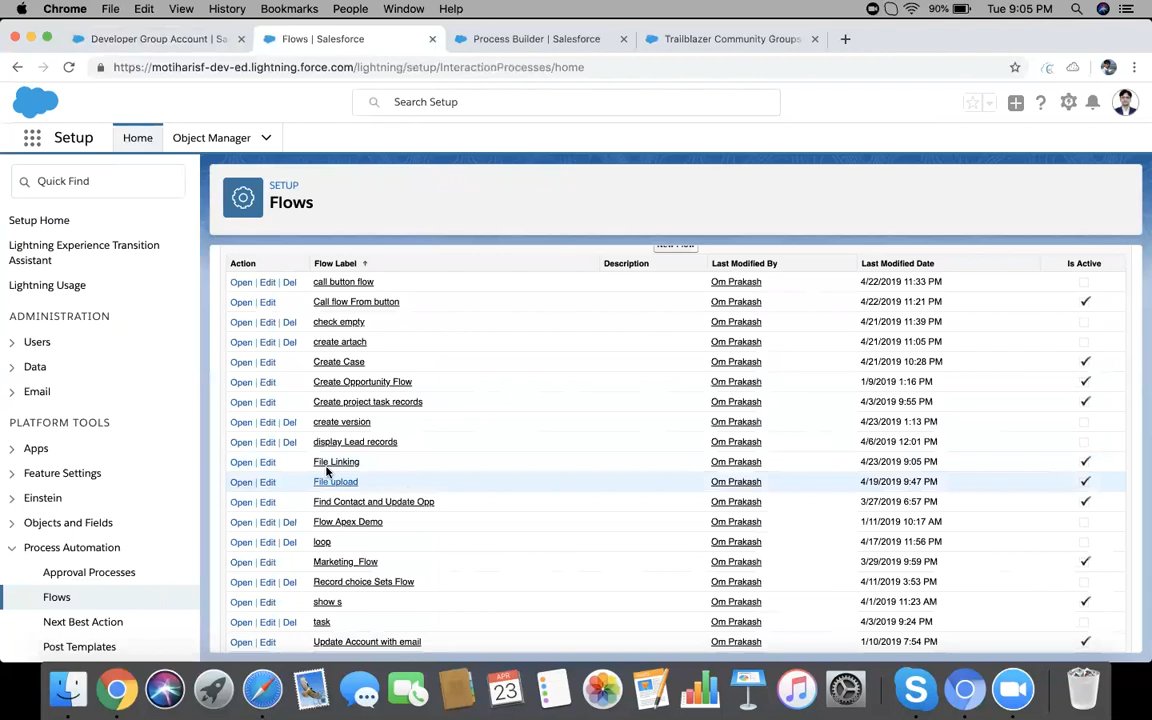 Chrome File Edit View History Bookmarks People Window Help 90% Tue 9:05 PM
Developer Group Account | Sa Flows | Salesforce Process Builder | Salesforce Trailblazer Community Groups
https://motiharisf-dev-ed.lightning.force.com/lightning/setup/InteractionProcesses/home
Search Setup
Setup Home Object Manager
Quick Find
Setup Home
Lightning Experience Transition
Assistant
Lightning Usage
ADMINISTRATION
Users
Data
Email
PLATFORM TOOLS
Apps
Feature Settings
Einstein
Objects and Fields
Process Automation
Approval Processes
Flows
Next Best Action
Post Templates
SETUP
Flows
New Flow
Action Flow Label Description Last Modified By Last Modified Date Is Active
Open | Edit | Del call button flow Om Prakash 4/22/2019 11:33 PM
Open | Edit Call flow From button Om Prakash 4/22/2019 11:21 PM
Open | Edit | Del check empty Om Prakash 4/21/2019 11:39 PM
Open | Edit | Del create artach Om Prakash 4/21/2019 11:05 PM
Open | Edit Create Case Om Prakash 4/21/2019 10:28 PM
Open | Edit Create Opportunity Flow Om Prakash 1/9/2019 1:16 PM
Open | Edit Create project task records Om Prakash 4/3/2019 9:55 PM
Open | Edit | Del create version Om Prakash 4/23/2019 1:13 PM
Open | Edit | Del display Lead records Om Prakash 4/6/2019 12:01 PM
Open | Edit File Linking Om Prakash 4/23/2019 9:05 PM
Open | Edit File upload Om Prakash 4/19/2019 9:47 PM
Open | Edit Find Contact and Update Opp Om Prakash 3/27/2019 6:57 PM
Open | Edit | Del Flow Apex Demo Om Prakash 1/11/2019 10:17 AM
Open | Edit | Del loop Om Prakash 4/17/2019 11:56 PM
Open | Edit Marketing_Flow Om Prakash 3/29/2019 9:59 PM
Open | Edit | Del Record choice Sets Flow Om Prakash 4/11/2019 3:53 PM
Open | Edit show s Om Prakash 4/1/2019 11:23 AM
Open | Edit | Del task Om Prakash 4/3/2019 9:24 PM
Open | Edit Update Account with email Om Prakash 1/10/2019 7:54 PM
APR
23